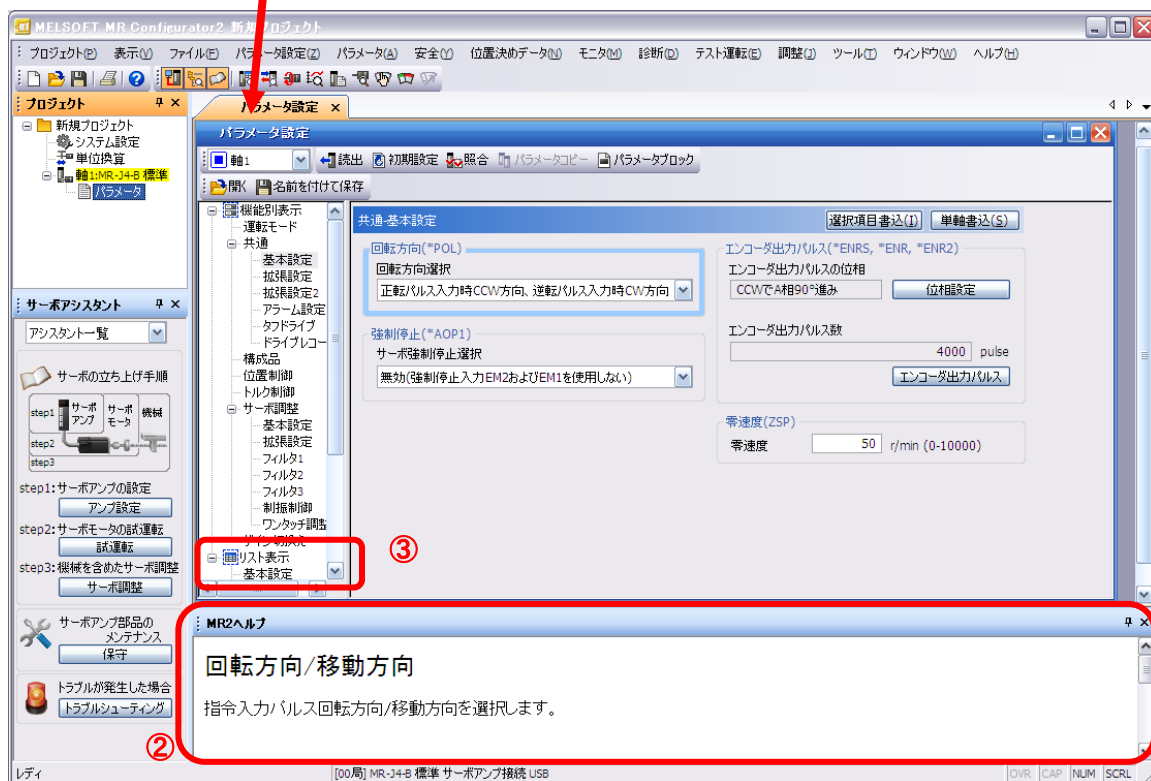 MELSOFT MR Configurator2 新規プロジェクト
プロジェクト(P) 表示(V) ファイル(F) パラメータ設定(Z) パラメータ(A) 安全(Y) 位置決めデータ(N) モニタ(M) 診断(D) テスト運転(E) 調整(J) ツール(T) ウィンドウ(W) ヘルプ(H)
プロジェクト
新規プロジェクト
システム設定
単位換算
軸1:MR-J4-B 標準
パラメータ
サーボアシスタント
アシスタント一覧
サーボの立ち上げ手順
step1
サーボ
アンプ
サーボ
モータ
機械
step2
step3
step1:サーボアンプの設定
アンプ設定
step2:サーボモータの試運転
試運転
step3:機械を含めたサーボ調整
サーボ調整
サーボアンプ部品の
メンテナンス
保守
トラブルが発生した場合
トラブルシューティング
②
パラメータ設定
パラメータ設定
軸1 読出 初期設定 照合 パラメータコピー パラメータブロック
開く 名前を付けて保存
機能別表示
運転モード
共通
基本設定
拡張設定
拡張設定2
アラーム設定
タフドライブ
ドライブレコー
構成品
位置制御
トルク制御
サーボ調整
基本設定
拡張設定
フィルタ1
フィルタ2
フィルタ3
制振制御
ワンタッチ調整
リスト表示
基本設定
③
共通-基本設定 選択項目書込(I) 単軸書込(S)
回転方向(*POL)
回転方向選択
正転パルス入力時CCW方向、逆転パルス入力時CW方向
強制停止(*AOP1)
サーボ強制停止選択
無効(強制停止入力EM2およびEM1を使用しない)
エンコーダ出力パルス(*ENRS, *ENR, *ENR2)
エンコーダ出力パルスの位相
CCWでA相90°進み 位相設定
エンコーダ出力パルス数
4000 pulse
エンコーダ出力パルス
零速度(ZSP)
零速度 50 r/min (0-10000)
MR2ヘルプ
回転方向/移動方向
指令入力パルス回転方向/移動方向を選択します。
レディ [00局] MR-J4-B 標準 サーボアンプ接続 USB OVR CAP NUM SCRL